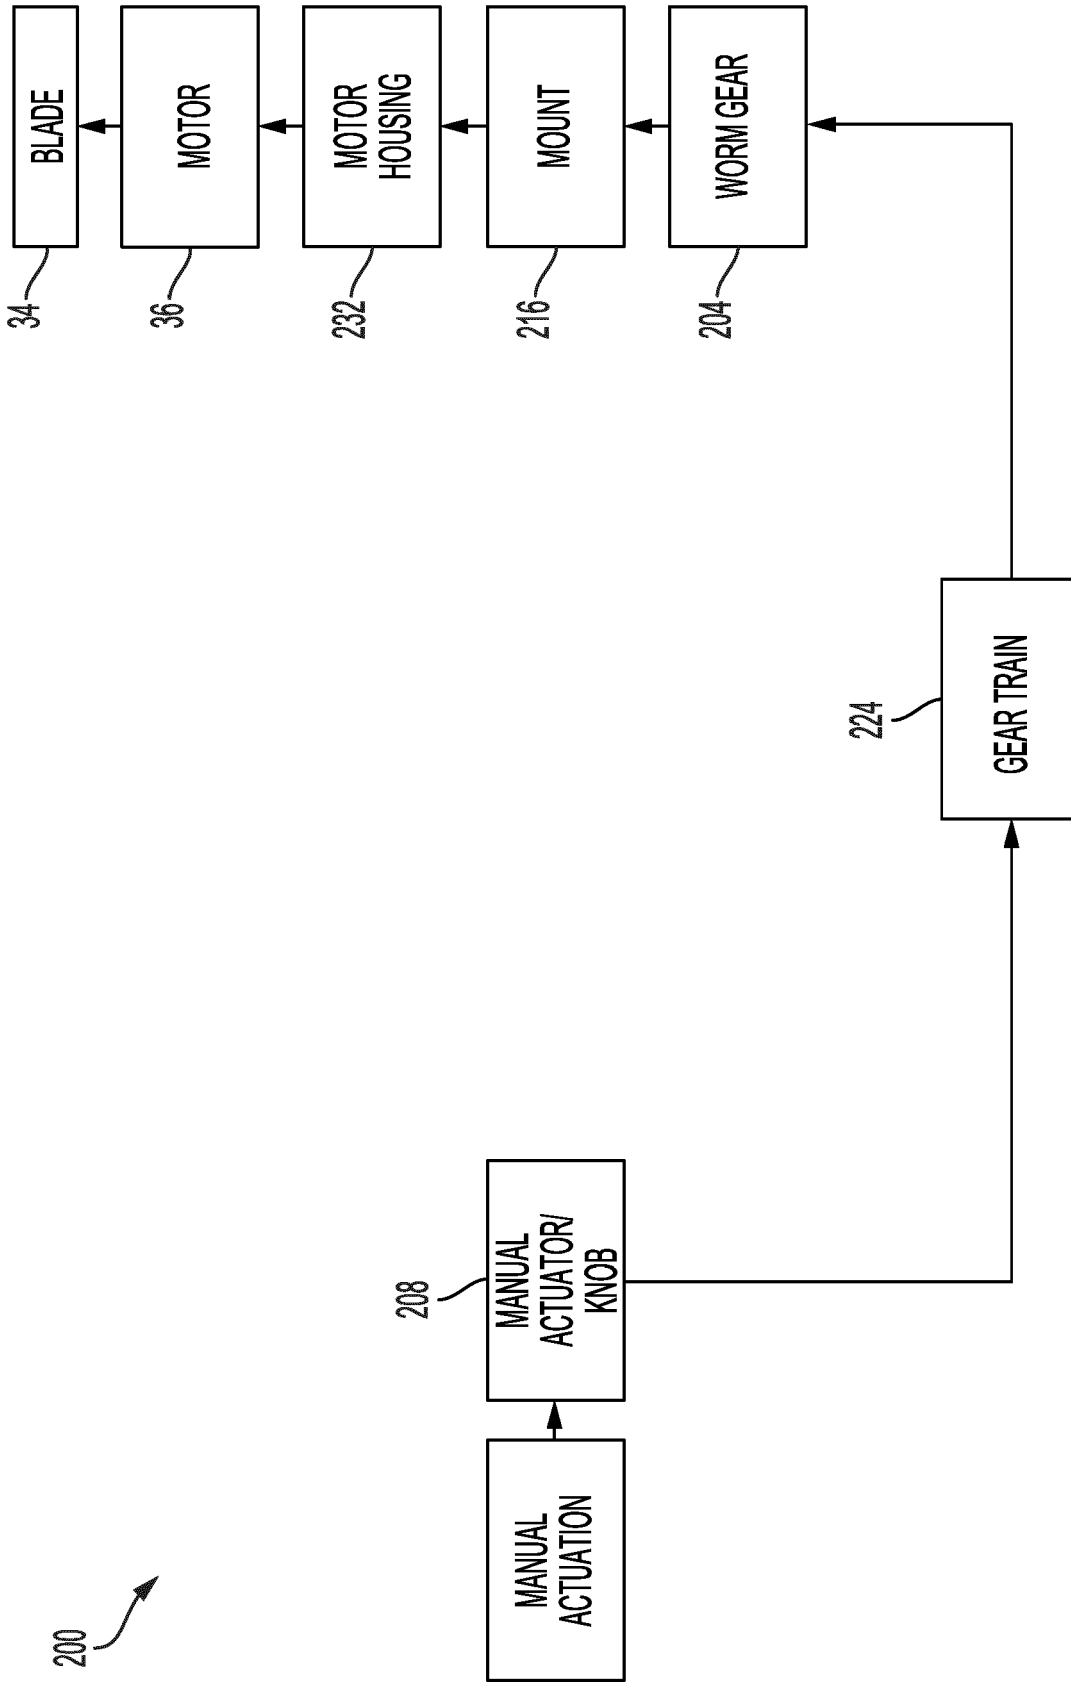 200
MANUAL
ACTUATION
208
MANUAL
ACTUATOR/
KNOB
224
GEAR TRAIN
204
WORM GEAR
216
MOUNT
232
MOTOR
HOUSING
36
MOTOR
34
BLADE